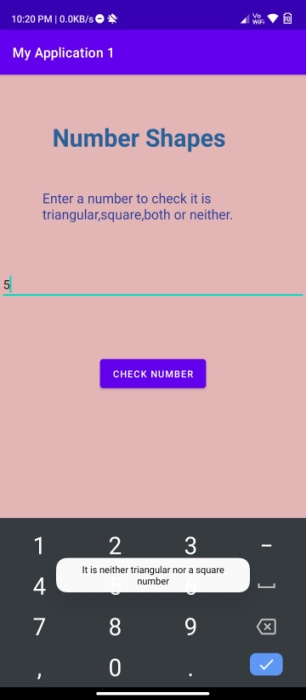 10:20 PM | 0.0KB/s
Vo
WiFi
My Application 1
Number Shapes
Enter a number to check it is
triangular,square,both or neither.
5
CHECK NUMBER
1 2 3 –
It is neither triangular nor a square
number
4 5 6
7 8 9
, 0 .